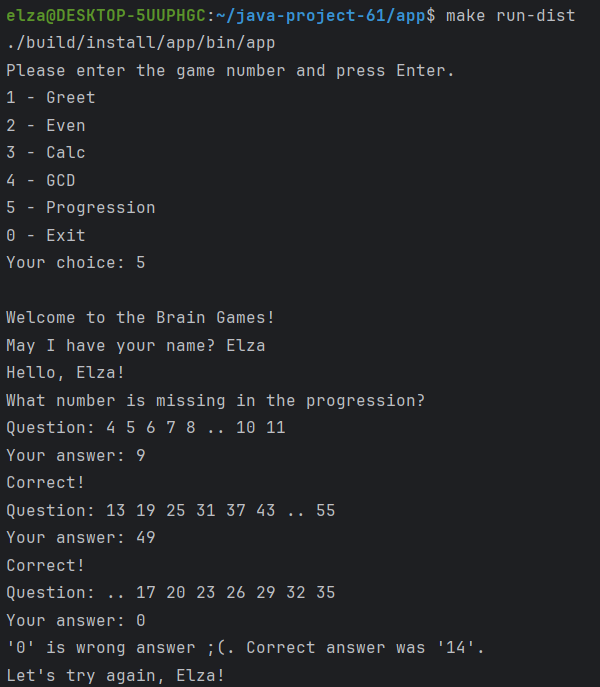 elza@DESKTOP-5UUPHGC:~/java-project-61/app$ make run-dist
./build/install/app/bin/app
Please enter the game number and press Enter.
1 - Greet
2 - Even
3 - Calc
4 - GCD
5 - Progression
0 - Exit
Your choice: 5
Welcome to the Brain Games!
May I have your name? Elza
Hello, Elza!
What number is missing in the progression?
Question: 4 5 6 7 8 .. 10 11
Your answer: 9
Correct!
Question: 13 19 25 31 37 43 .. 55
Your answer: 49
Correct!
Question: .. 17 20 23 26 29 32 35
Your answer: 0
'0' is wrong answer ;(. Correct answer was '14'.
Let's try again, Elza!